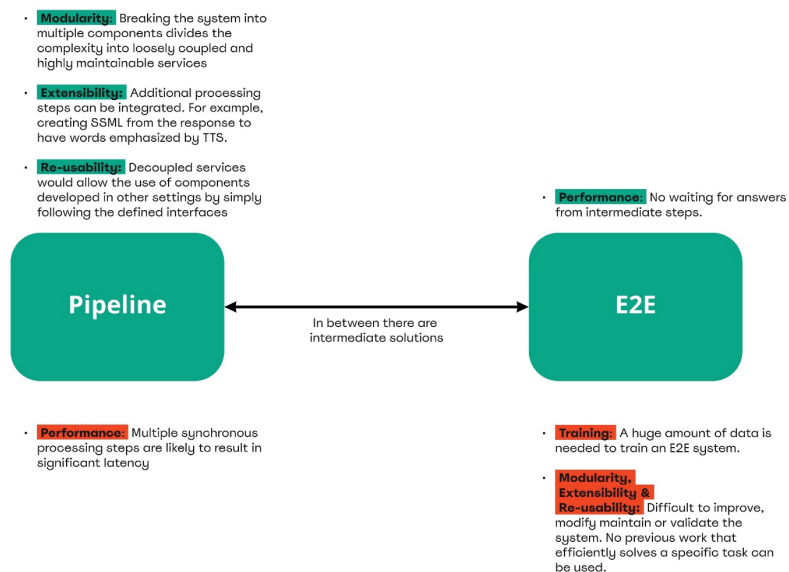 • Modularity: Breaking the system into
multiple components divides the
complexity into loosely coupled and
highly maintainable services
• Extensibility: Additional processing
steps can be integrated. For example,
creating SSML from the response to
have words emphasized by TTS.
• Re-usability: Decoupled services
would allow the use of components
developed in other settings by simply
following the defined interfaces
• Performance: No waiting for answers
from intermediate steps.
Pipeline
In between there are
intermediate solutions
E2E
• Performance: Multiple synchronous
processing steps are likely to result in
significant latency
• Training: A huge amount of data is
needed to train an E2E system.
• Modularity,
Extensibility &
Re-usability: Difficult to improve,
modify maintain or validate the
system. No previous work that
efficiently solves a specific task can
be used.